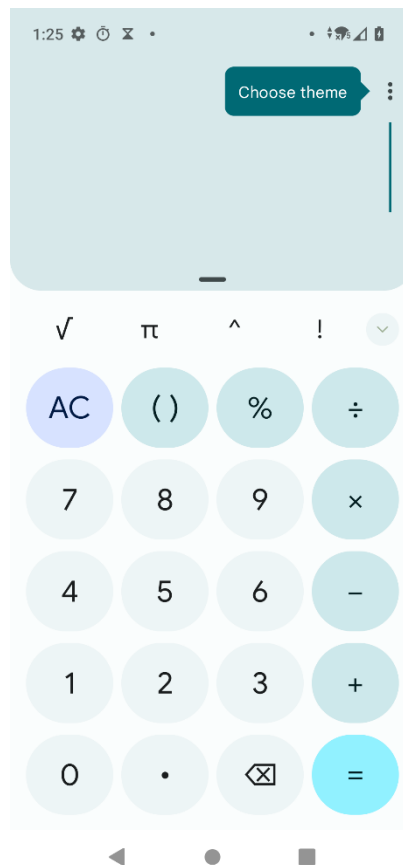 1:25
Choose theme
√ π ^ !
AC ( ) % ÷
7 8 9 ×
4 5 6 −
1 2 3 +
0 . =